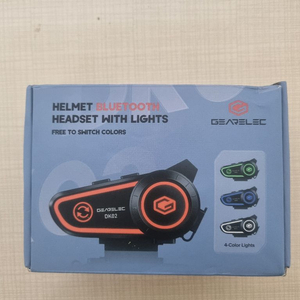 HELMET BLUETOOTH
HEADSET WITH LIGHTS
FREE TO SWITCH COLORS
GEARELEC
GEARELEC
DK02
4-Color Lights